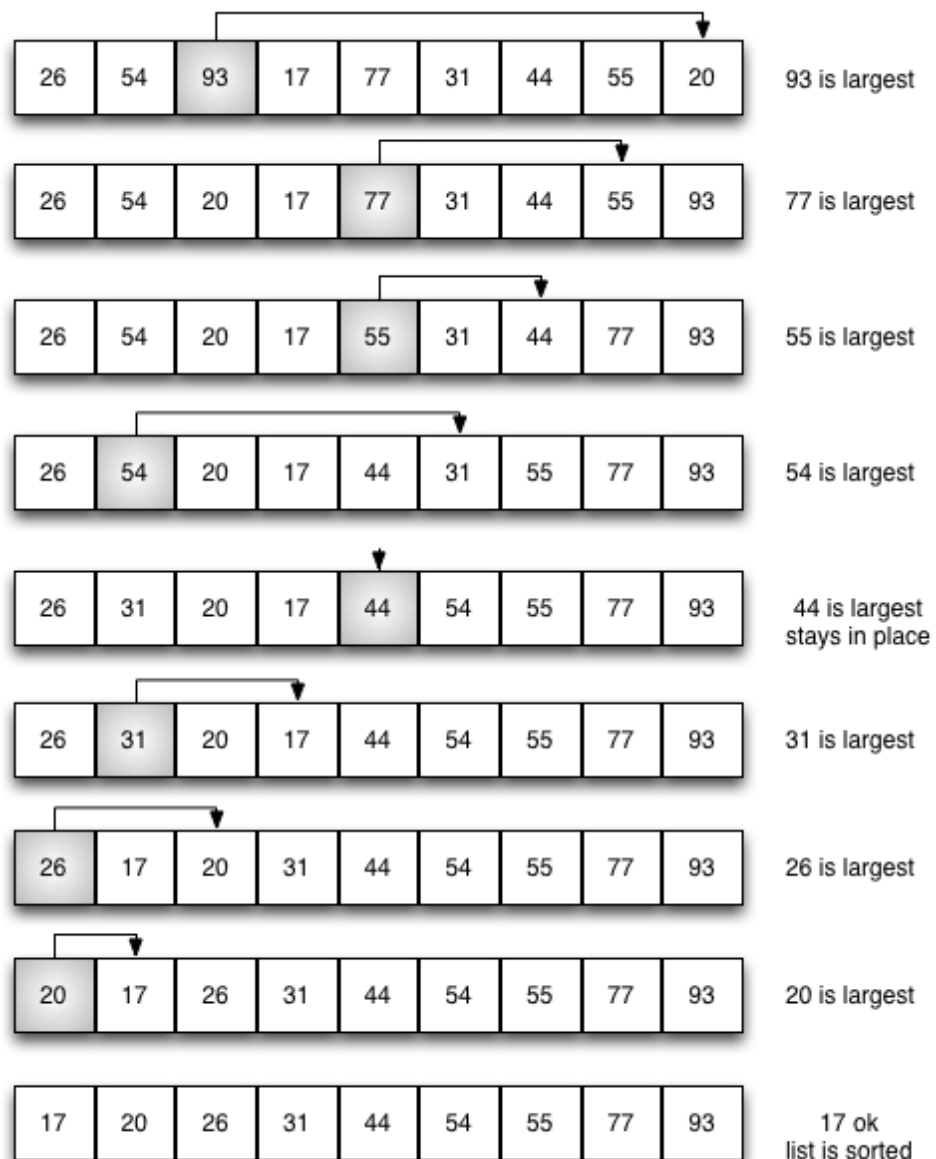 26 54 93 17 77 31 44 55 20 93 is largest
26 54 20 17 77 31 44 55 93 77 is largest
26 54 20 17 55 31 44 77 93 55 is largest
26 54 20 17 44 31 55 77 93 54 is largest
26 31 20 17 44 54 55 77 93 44 is largest
stays in place
26 31 20 17 44 54 55 77 93 31 is largest
26 17 20 31 44 54 55 77 93 26 is largest
20 17 26 31 44 54 55 77 93 20 is largest
17 20 26 31 44 54 55 77 93 17 ok
list is sorted